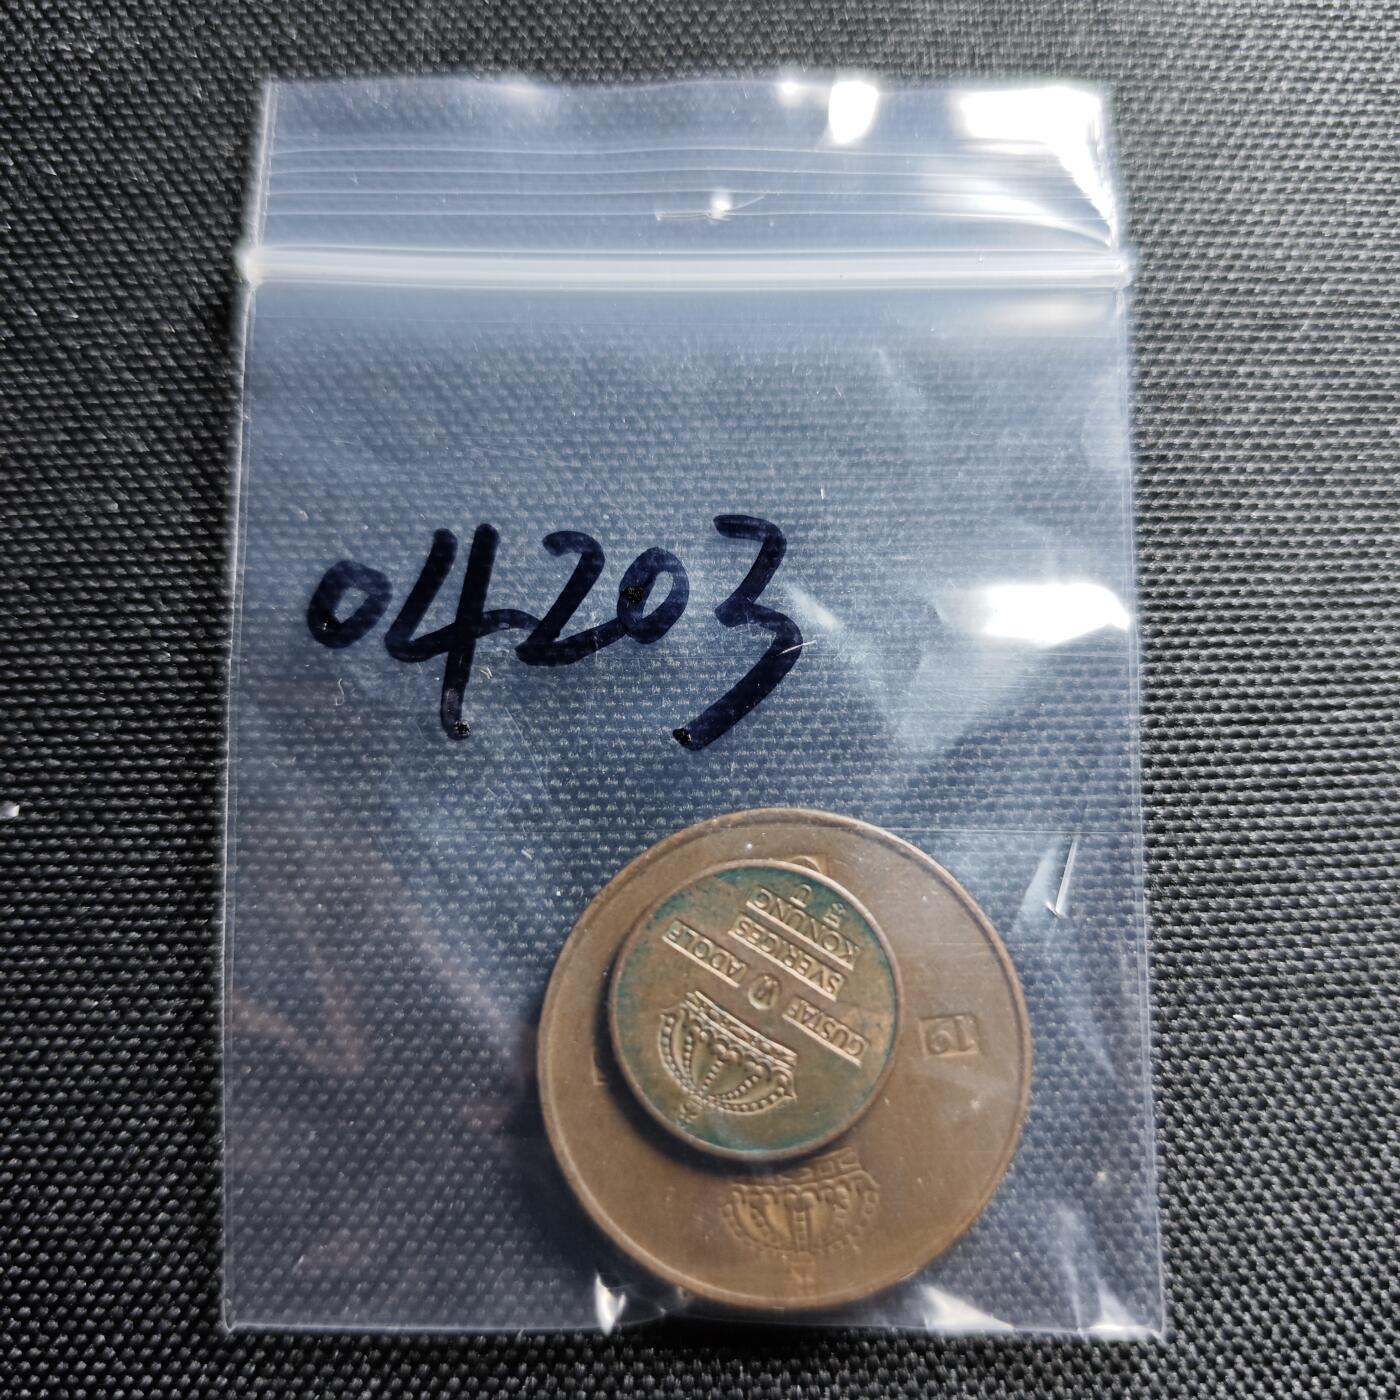 04203
GUSTAF VI ADOLF
SVERIGES
KONUNG
U
19